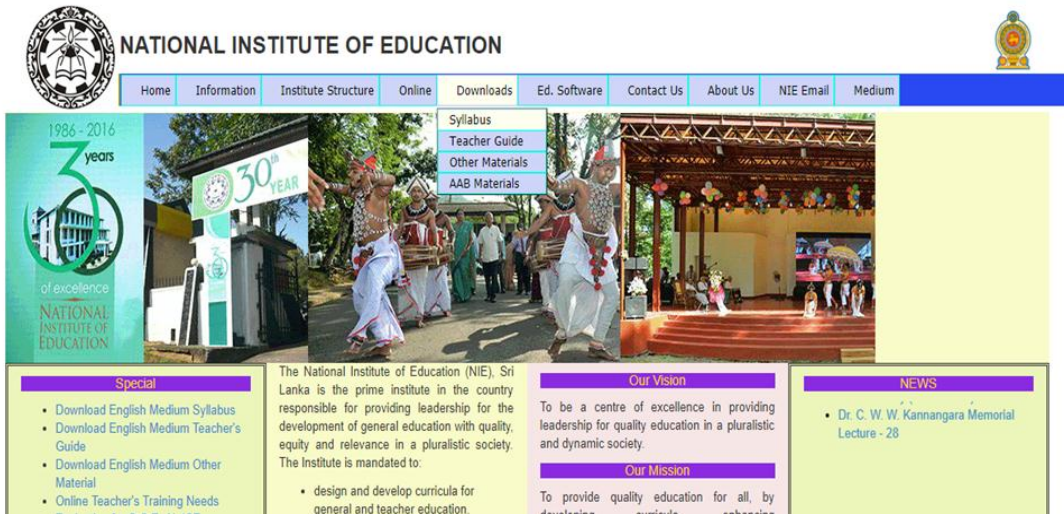 NATIONAL INSTITUTE OF EDUCATION
Home Information Institute Structure Online Downloads Ed. Software Contact Us About Us NIE Email Medium
Syllabus
Teacher Guide
Other Materials
AAB Materials
1986 - 2016
30
years
of excellence
NATIONAL
INSTITUTE OF
EDUCATION
30th
YEAR
Special
Download English Medium Syllabus
Download English Medium Teacher's
Guide
Download English Medium Other
Material
Online Teacher's Training Needs
The National Institute of Education (NIE), Sri
Lanka is the prime institute in the country
responsible for providing leadership for the
development of general education with quality,
equity and relevance in a pluralistic society.
The Institute is mandated to:
design and develop curricula for
general and teacher education.
Our Vision
To be a centre of excellence in providing
leadership for quality education in a pluralistic
and dynamic society.
Our Mission
To provide quality education for all, by
developing curricula, enhancing
NEWS
Dr. C. W. W. Kannangara Memorial
Lecture - 28